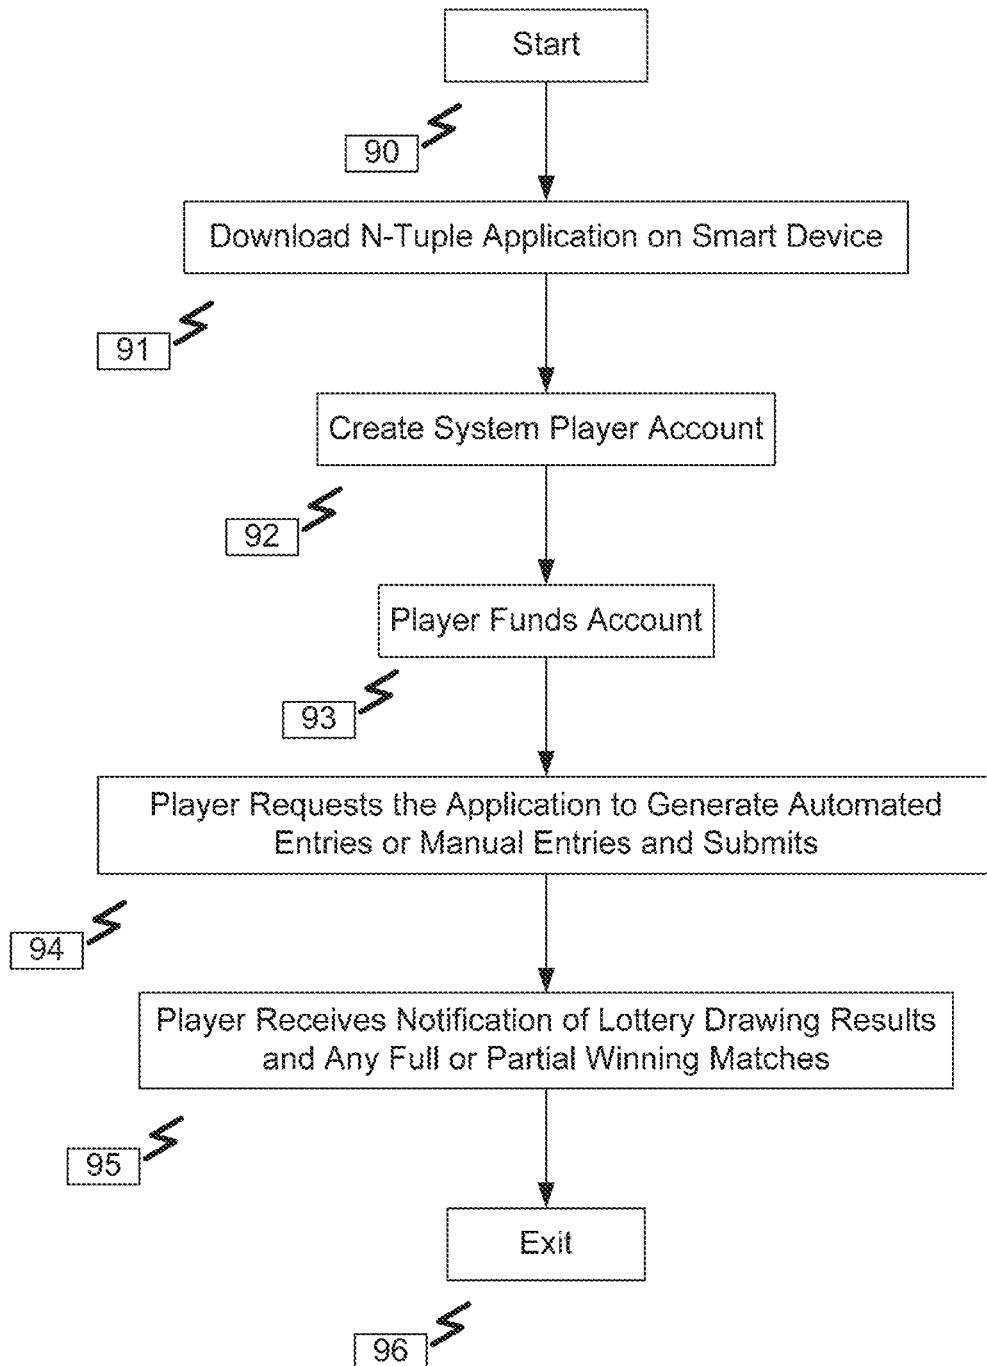 Start
90
Download N-Tuple Application on Smart Device
91
Create System Player Account
92
Player Funds Account
93
Player Requests the Application to Generate Automated
Entries or Manual Entries and Submits
94
Player Receives Notification of Lottery Drawing Results
and Any Full or Partial Winning Matches
95
Exit
96